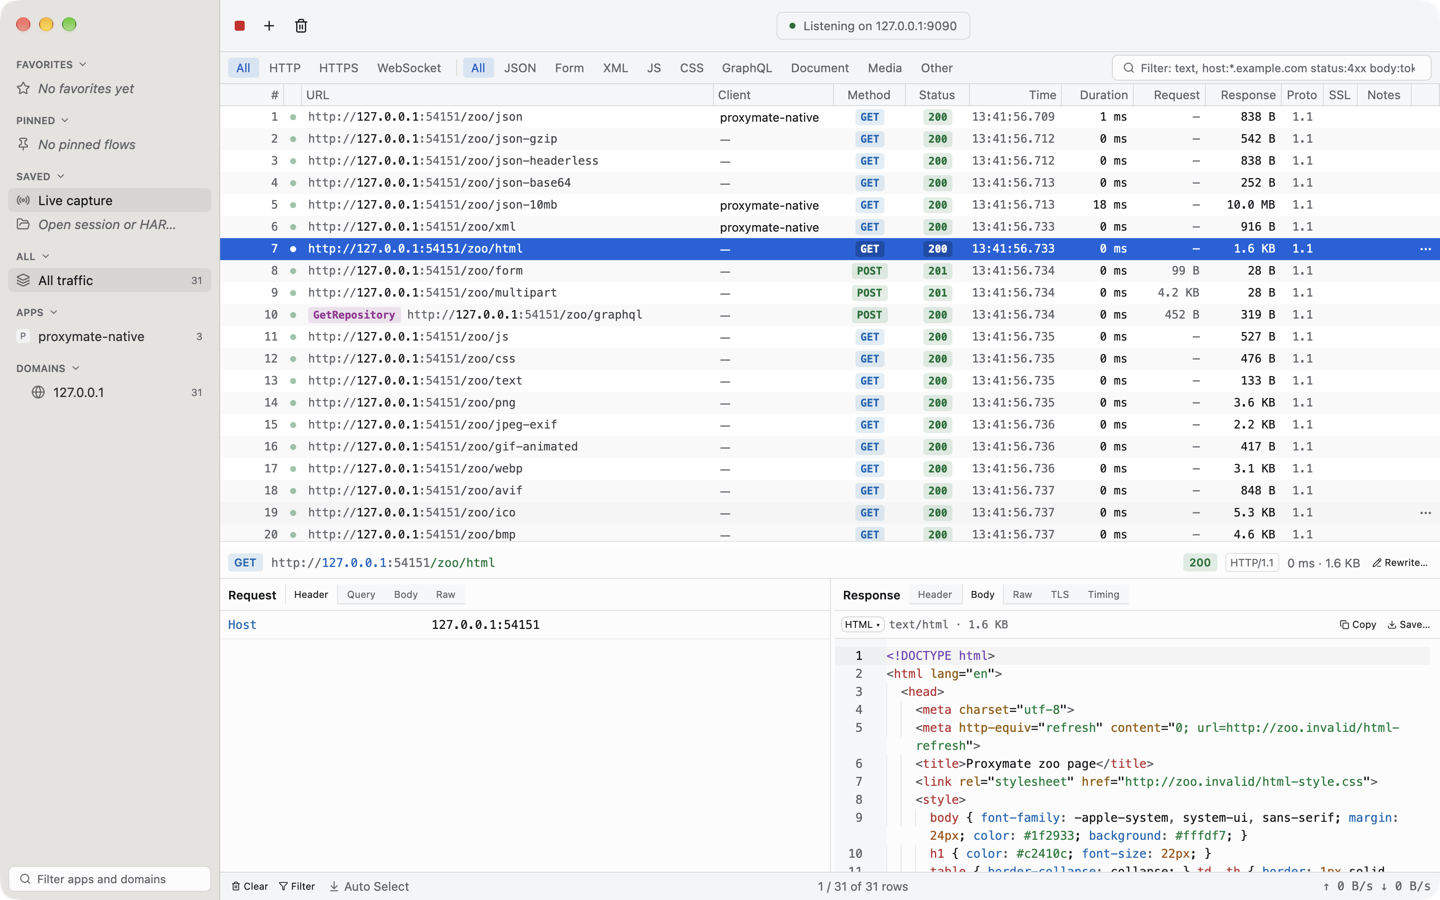 Listening on 127.0.0.1:9090
FAVORITES
No favorites yet
PINNED
No pinned flows
SAVED
Live capture
Open session or HAR...
ALL
All traffic 31
APPS
P proxymate-native 3
DOMAINS
127.0.0.1 31
Filter apps and domains
All HTTP HTTPS WebSocket All JSON Form XML JS CSS GraphQL Document Media Other Filter: text, host:*.example.com status:4xx body:tok
# URL Client Method Status Time Duration Request Response Proto SSL Notes
1 http://127.0.0.1:54151/zoo/json proxymate-native GET 200 13:41:56.709 1 ms — 838 B 1.1
2 http://127.0.0.1:54151/zoo/json-gzip — GET 200 13:41:56.712 0 ms — 542 B 1.1
3 http://127.0.0.1:54151/zoo/json-headerless — GET 200 13:41:56.712 0 ms — 838 B 1.1
4 http://127.0.0.1:54151/zoo/json-base64 — GET 200 13:41:56.713 0 ms — 252 B 1.1
5 http://127.0.0.1:54151/zoo/json-10mb proxymate-native GET 200 13:41:56.713 18 ms — 10.0 MB 1.1
6 http://127.0.0.1:54151/zoo/xml proxymate-native GET 200 13:41:56.733 0 ms — 916 B 1.1
7 http://127.0.0.1:54151/zoo/html — GET 200 13:41:56.733 0 ms — 1.6 KB 1.1 ...
8 http://127.0.0.1:54151/zoo/form — POST 201 13:41:56.734 0 ms 99 B 28 B 1.1
9 http://127.0.0.1:54151/zoo/multipart — POST 201 13:41:56.734 0 ms 4.2 KB 28 B 1.1
10 GetRepository http://127.0.0.1:54151/zoo/graphql — POST 200 13:41:56.734 0 ms 452 B 319 B 1.1
11 http://127.0.0.1:54151/zoo/js — GET 200 13:41:56.735 0 ms — 527 B 1.1
12 http://127.0.0.1:54151/zoo/css — GET 200 13:41:56.735 0 ms — 476 B 1.1
13 http://127.0.0.1:54151/zoo/text — GET 200 13:41:56.735 0 ms — 133 B 1.1
14 http://127.0.0.1:54151/zoo/png — GET 200 13:41:56.735 0 ms — 3.6 KB 1.1
15 http://127.0.0.1:54151/zoo/jpeg-exif — GET 200 13:41:56.736 0 ms — 2.2 KB 1.1
16 http://127.0.0.1:54151/zoo/gif-animated — GET 200 13:41:56.736 0 ms — 417 B 1.1
17 http://127.0.0.1:54151/zoo/webp — GET 200 13:41:56.736 0 ms — 3.1 KB 1.1
18 http://127.0.0.1:54151/zoo/avif — GET 200 13:41:56.737 0 ms — 848 B 1.1
19 http://127.0.0.1:54151/zoo/ico — GET 200 13:41:56.737 0 ms — 5.3 KB 1.1 ...
20 http://127.0.0.1:54151/zoo/bmp — GET 200 13:41:56.737 0 ms — 4.6 KB 1.1
GET http://127.0.0.1:54151/zoo/html 200 HTTP/1.1 0 ms · 1.6 KB Rewrite...
Request Header Query Body Raw
Host 127.0.0.1:54151
Response Header Body Raw TLS Timing
HTML text/html · 1.6 KB Copy Save...
1 <!DOCTYPE html>
2 <html lang="en">
3 <head>
4 <meta charset="utf-8">
5 <meta http-equiv="refresh" content="0; url=http://zoo.invalid/html-
refresh">
6 <title>Proxymate zoo page</title>
7 <link rel="stylesheet" href="http://zoo.invalid/html-style.css">
8 <style>
9 body { font-family: -apple-system, system-ui, sans-serif; margin:
24px; color: #1f2933; background: #fffdf7; }
10 h1 { color: #c2410c; font-size: 22px; }
11 table { border-collapse: collapse; } td, th { border: 1px solid
Clear Filter Auto Select 1 / 31 of 31 rows ↑ 0 B/s ↓ 0 B/s